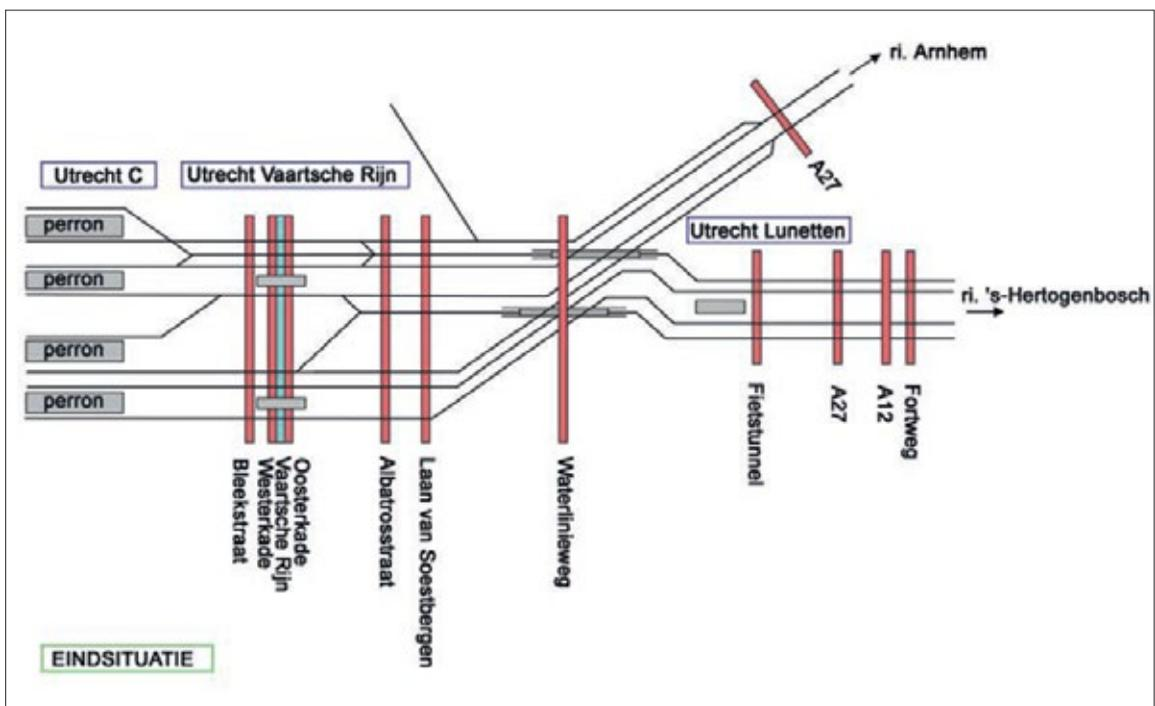 ri. Arnhem
A27
Utrecht C
Utrecht Vaartsche Rijn
perron
Utrecht Lunetten
perron
ri. 's-Hertogenbosch
perron
perron
Bleekstraat
Westerkade
Vaartsche Rijn
Oosterkade
Albatrosstraat
Laan van Soestbergen
Waterlinieweg
Fietstunnel
A27
A12
Fortweg
EINDSITUATIE